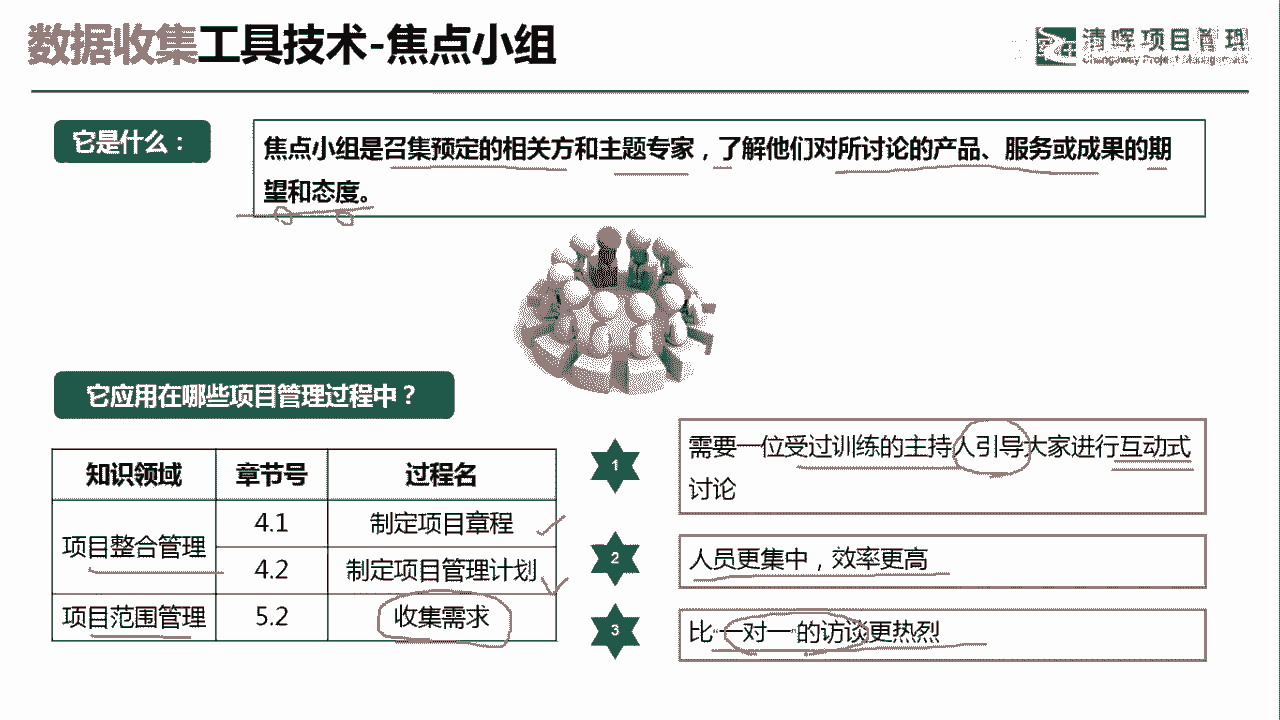 数据收集工具技术-焦点小组
清晖项目管理
Changaway Project Management
它是什么：
焦点小组是召集预定的相关方和主题专家，了解他们对所讨论的产品、服务或成果的期
望和态度。
它应用在哪些项目管理过程中？
知识领域 章节号 过程名
项目整合管理 4.1 制定项目章程
4.2 制定项目管理计划
项目范围管理 5.2 收集需求
1 需要一位受过训练的主持人引导大家进行互动式
讨论
2 人员更集中，效率更高
3 比“一对一”的访谈更热烈